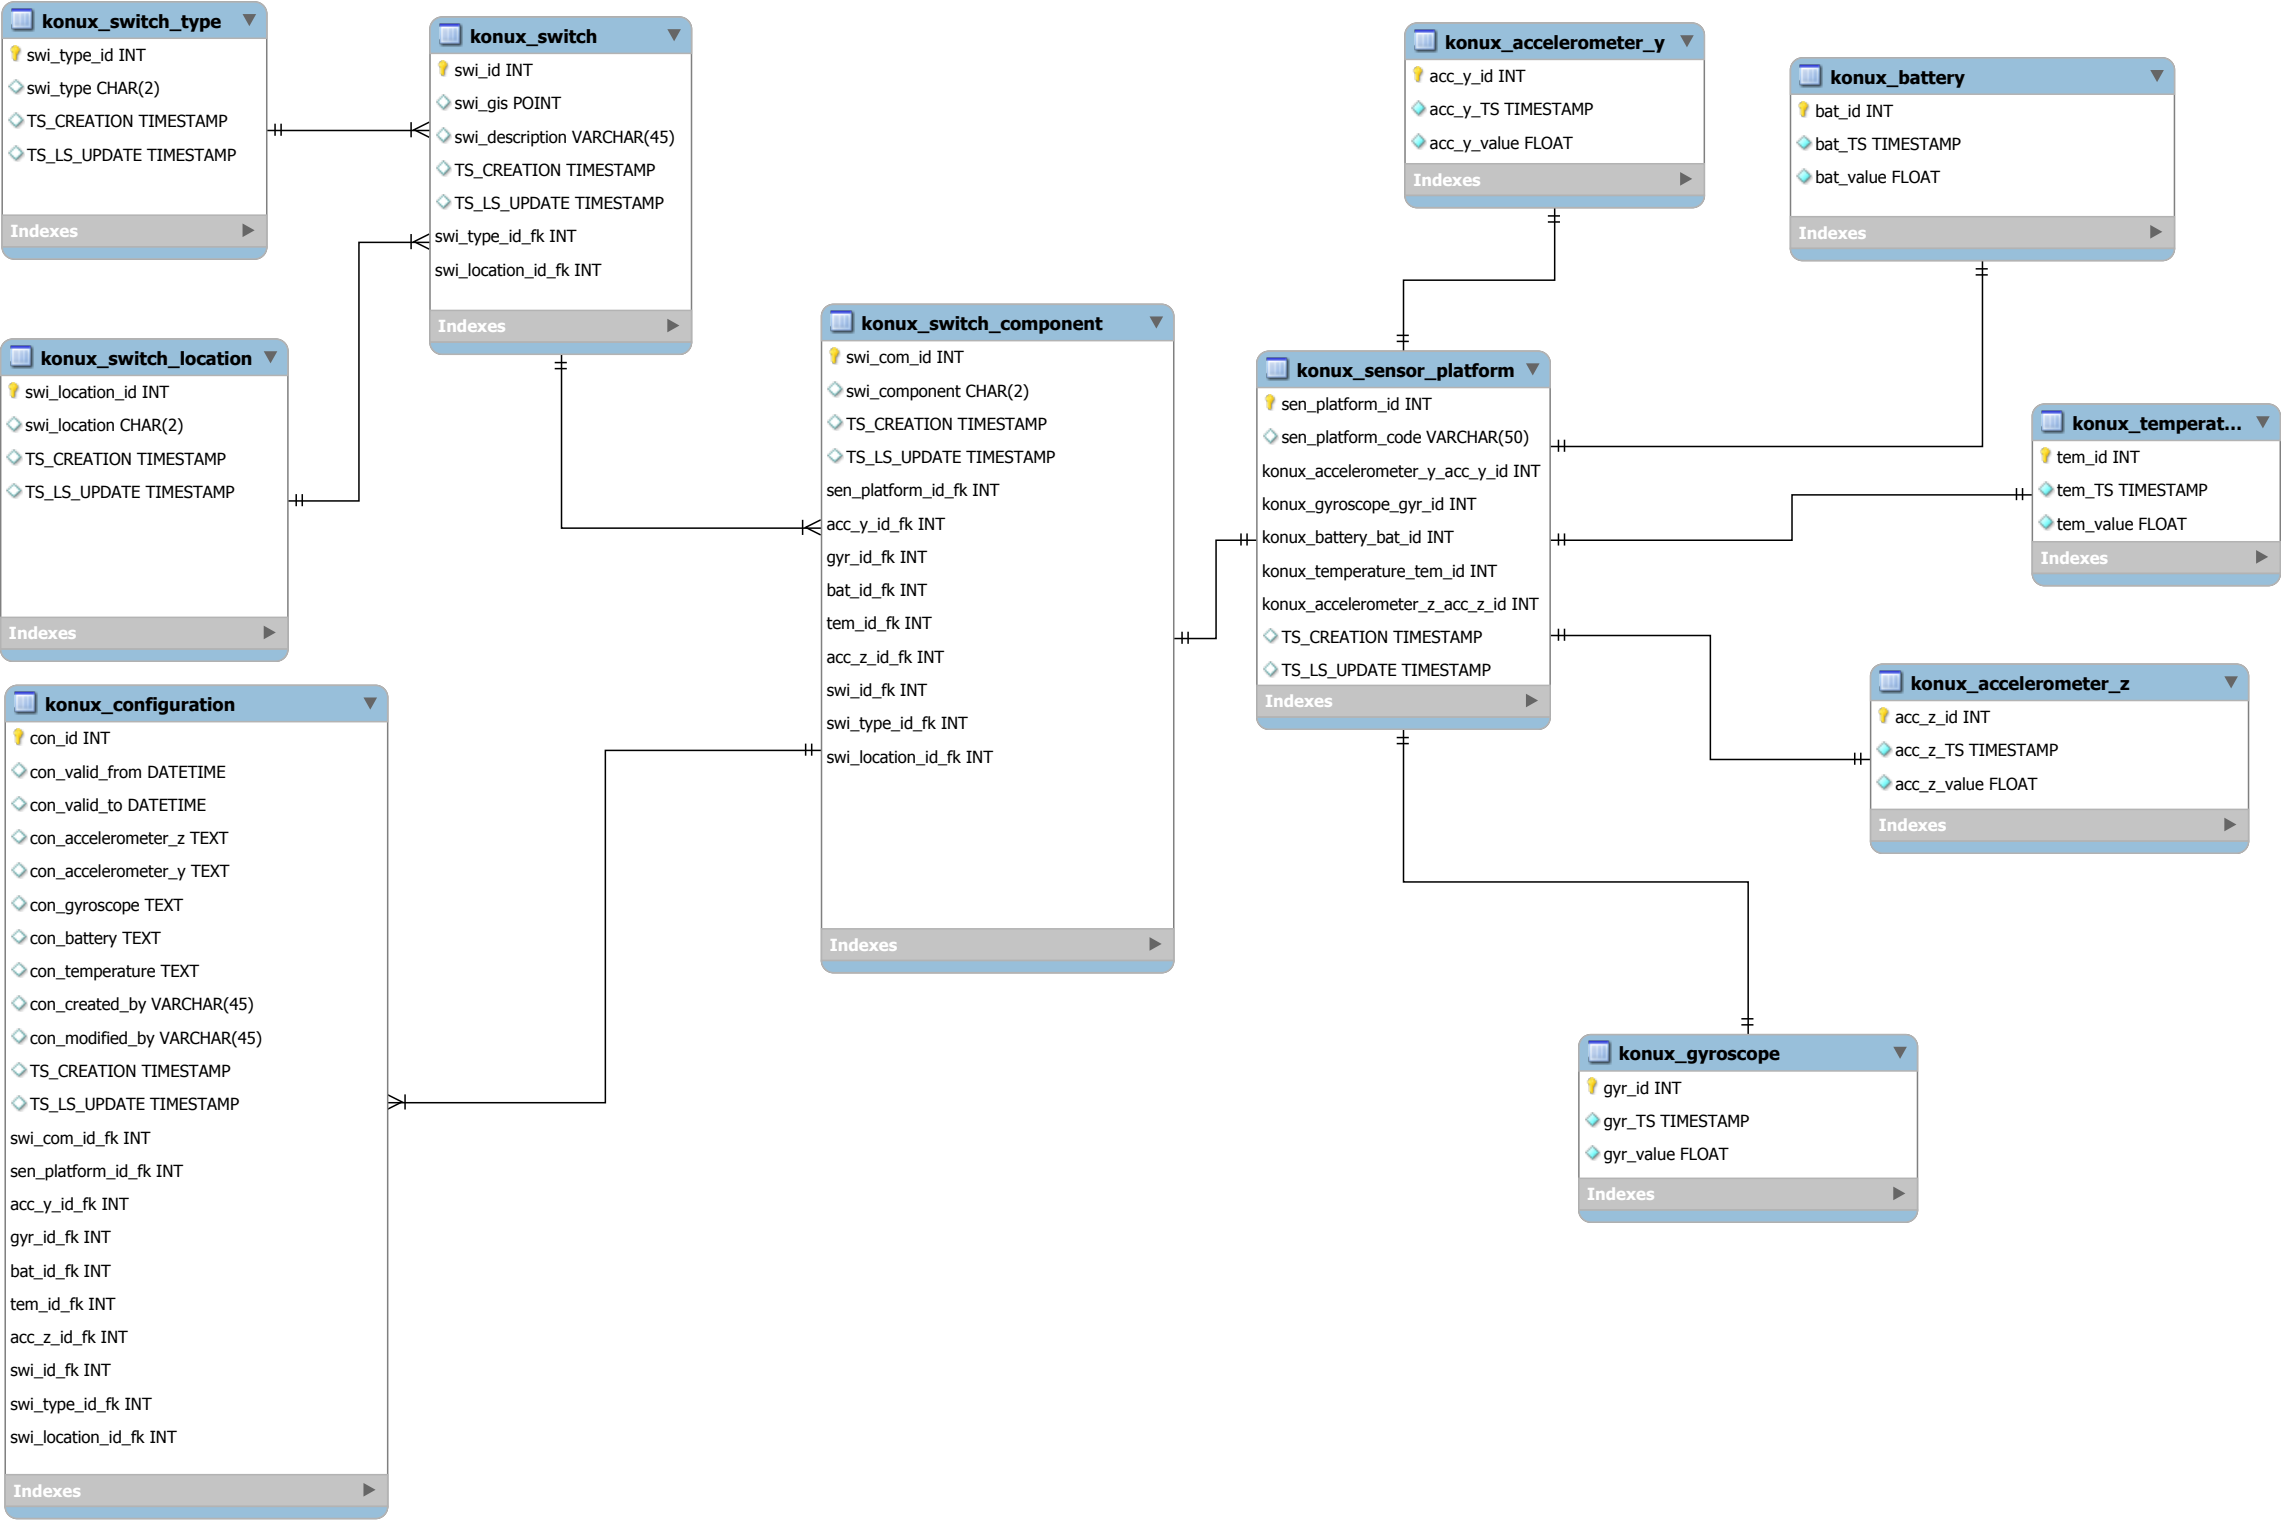 konux_switch_type
swi_type_id INT
swi_type CHAR(2)
TS_CREATION TIMESTAMP
TS_LS_UPDATE TIMESTAMP
Indexes
konux_switch
swi_id INT
swi_gis POINT
swi_description VARCHAR(45)
TS_CREATION TIMESTAMP
TS_LS_UPDATE TIMESTAMP
swi_type_id_fk INT
swi_location_id_fk INT
Indexes
konux_switch_location
swi_location_id INT
swi_location CHAR(2)
TS_CREATION TIMESTAMP
TS_LS_UPDATE TIMESTAMP
Indexes
konux_configuration
con_id INT
con_valid_from DATETIME
con_valid_to DATETIME
con_accelerometer_z TEXT
con_accelerometer_y TEXT
con_gyroscope TEXT
con_battery TEXT
con_temperature TEXT
con_created_by VARCHAR(45)
con_modified_by VARCHAR(45)
TS_CREATION TIMESTAMP
TS_LS_UPDATE TIMESTAMP
swi_com_id_fk INT
sen_platform_id_fk INT
acc_y_id_fk INT
gyr_id_fk INT
bat_id_fk INT
tem_id_fk INT
acc_z_id_fk INT
swi_id_fk INT
swi_type_id_fk INT
swi_location_id_fk INT
Indexes
konux_switch_component
swi_com_id INT
swi_component CHAR(2)
TS_CREATION TIMESTAMP
TS_LS_UPDATE TIMESTAMP
sen_platform_id_fk INT
acc_y_id_fk INT
gyr_id_fk INT
bat_id_fk INT
tem_id_fk INT
acc_z_id_fk INT
swi_id_fk INT
swi_type_id_fk INT
swi_location_id_fk INT
Indexes
konux_accelerometer_y
acc_y_id INT
acc_y_TS TIMESTAMP
acc_y_value FLOAT
Indexes
konux_battery
bat_id INT
bat_TS TIMESTAMP
bat_value FLOAT
Indexes
konux_sensor_platform
sen_platform_id INT
sen_platform_code VARCHAR(50)
konux_accelerometer_y_acc_y_id INT
konux_gyroscope_gyr_id INT
konux_battery_bat_id INT
konux_temperature_tem_id INT
konux_accelerometer_z_acc_z_id INT
TS_CREATION TIMESTAMP
TS_LS_UPDATE TIMESTAMP
Indexes
konux_temperat...
tem_id INT
tem_TS TIMESTAMP
tem_value FLOAT
Indexes
konux_accelerometer_z
acc_z_id INT
acc_z_TS TIMESTAMP
acc_z_value FLOAT
Indexes
konux_gyroscope
gyr_id INT
gyr_TS TIMESTAMP
gyr_value FLOAT
Indexes